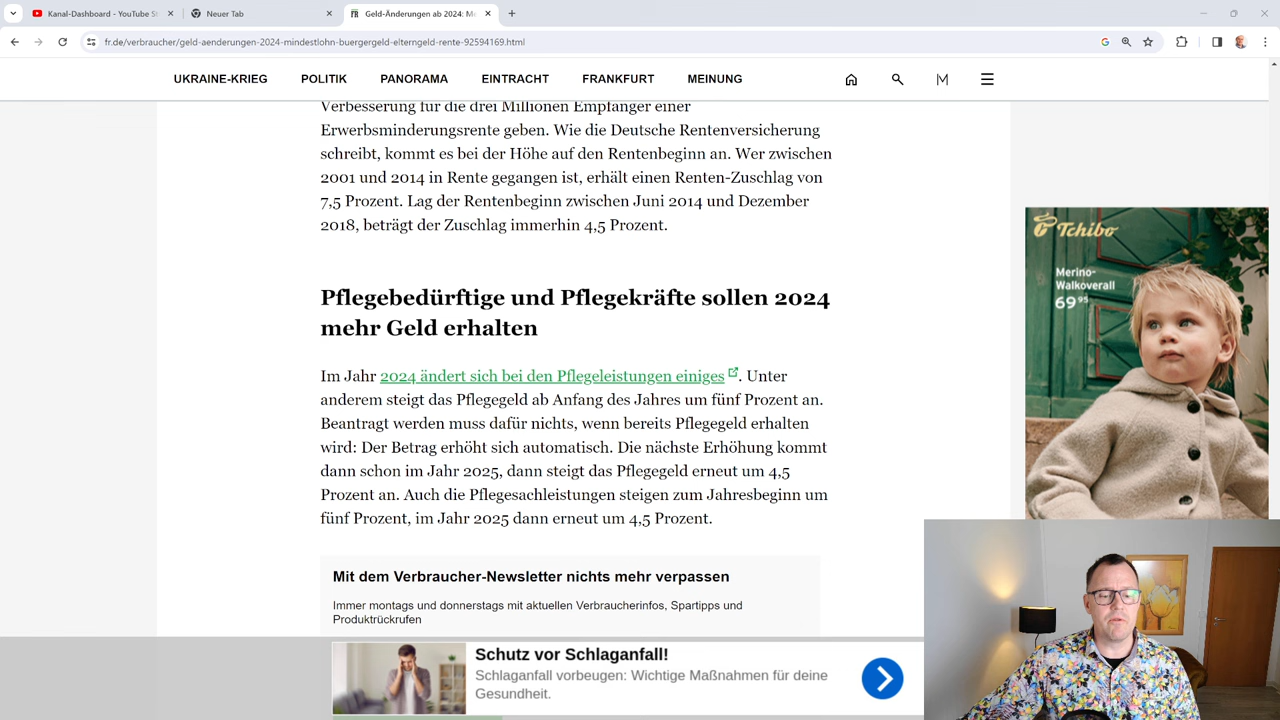 Kanal-Dashboard - YouTube St
Neuer Tab
FR
Geld-Änderungen ab 2024: M
fr.de/verbraucher/geld-aenderungen-2024-mindestlohn-buergergeld-elterngeld-rente-92594169.html
UKRAINE-KRIEG POLITIK PANORAMA EINTRACHT FRANKFURT MEINUNG
Verbesserung für die drei Millionen Empfänger einer
Erwerbsminderungsrente geben. Wie die Deutsche Rentenversicherung
schreibt, kommt es bei der Höhe auf den Rentenbeginn an. Wer zwischen
2001 und 2014 in Rente gegangen ist, erhält einen Renten-Zuschlag von
7,5 Prozent. Lag der Rentenbeginn zwischen Juni 2014 und Dezember
2018, beträgt der Zuschlag immerhin 4,5 Prozent.
Pflegebedürftige und Pflegekräfte sollen 2024
mehr Geld erhalten
Im Jahr 2024 ändert sich bei den Pflegeleistungen einiges. Unter
anderem steigt das Pflegegeld ab Anfang des Jahres um fünf Prozent an.
Beantragt werden muss dafür nichts, wenn bereits Pflegegeld erhalten
wird: Der Betrag erhöht sich automatisch. Die nächste Erhöhung kommt
dann schon im Jahr 2025, dann steigt das Pflegegeld erneut um 4,5
Prozent an. Auch die Pflegesachleistungen steigen zum Jahresbeginn um
fünf Prozent, im Jahr 2025 dann erneut um 4,5 Prozent.
Mit dem Verbraucher-Newsletter nichts mehr verpassen
Immer montags und donnerstags mit aktuellen Verbraucherinfos, Spartipps und
Produktrückrufen
Schutz vor Schlaganfall!
Schlaganfall vorbeugen: Wichtige Maßnahmen für deine
Gesundheit.
Tchibo
Merino-
Walkoverall
69 95